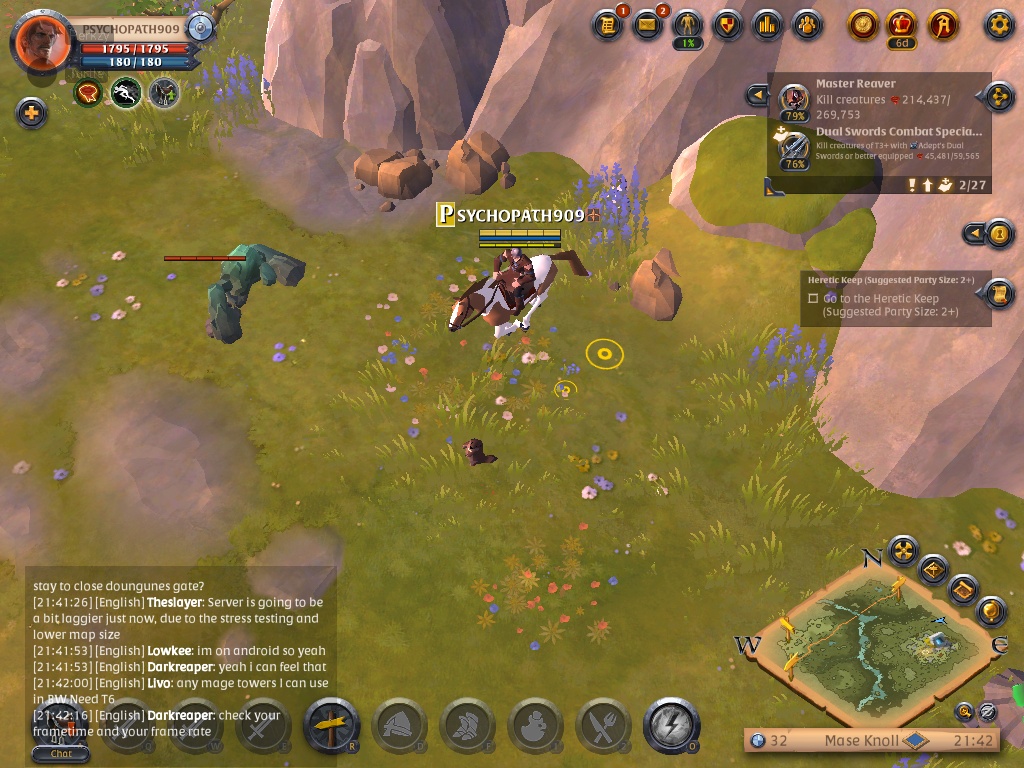 PSYCHOPATH909
1795 / 1795
180 / 180
1
2
1%
6d
Master Reaver
Kill creatures 214,437/
269,753
79%
Dual Swords Combat Specia...
Kill creatures of T3+ with Adept's Dual
Swords or better equipped 45,481/59,565
76%
2/27
PSYCHOPATH909
Heretic Keep (Suggested Party Size: 2+)
Go to the Heretic Keep
(Suggested Party Size: 2+)
stay to close doungunes gate?
[21:41:26] [English] Theslayer: Server is going to be
a bit laggier just now, due to the stress testing and
lower map size
[21:41:53] [English] Lowkee: im on android so yeah
[21:41:53] [English] Darkreaper: yeah i can feel that
[21:42:00] [English] Livo: any mage towers I can use
in BW Need T6
[21:42:16] [English] Darkreaper: check your
frametime and your frame rate
Chat
Q
W
E
R
D
F
O
N
W
E
32
Mase Knoll
21:42